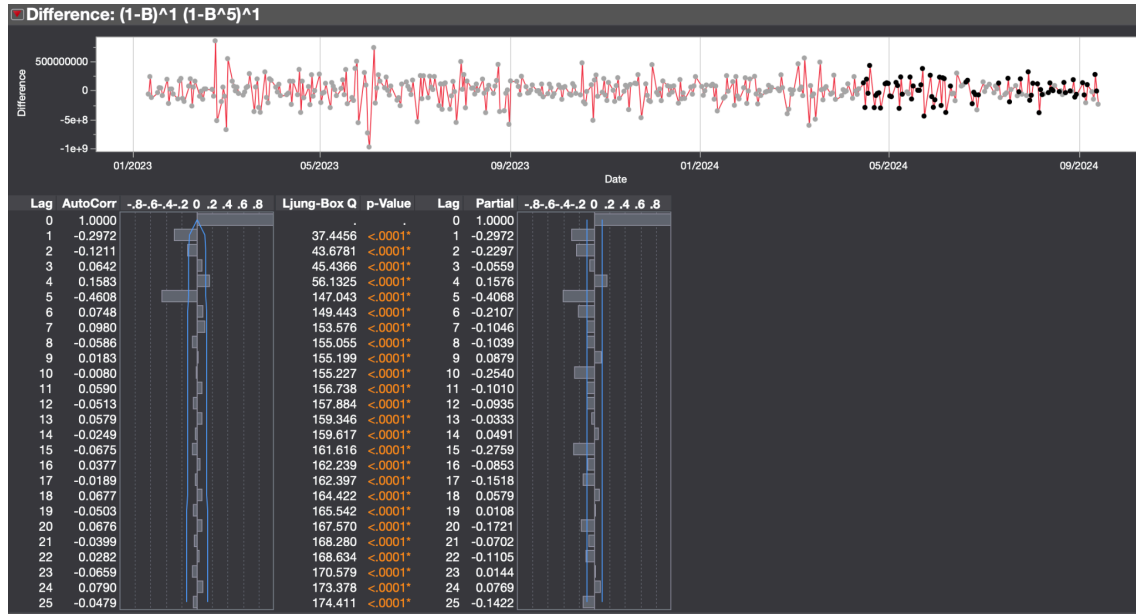 Difference: (1-B)^1 (1-B^5)^1
500000000
0
-5e+8
-1e+9
Difference
01/2023 05/2023 09/2023 01/2024 05/2024 09/2024
Date
Lag AutoCorr -.8-.6-.4-.2 0 .2 .4 .6 .8 Ljung-Box Q p-Value Lag Partial -.8-.6-.4-.2 0 .2 .4 .6 .8
0 1.0000 . . 0 1.0000
1 -0.2972 37.4456 <.0001* 1 -0.2972
2 -0.1211 43.6781 <.0001* 2 -0.2297
3 0.0642 45.4366 <.0001* 3 -0.0559
4 0.1583 56.1325 <.0001* 4 0.1576
5 -0.4608 147.043 <.0001* 5 -0.4068
6 0.0748 149.443 <.0001* 6 -0.2107
7 0.0980 153.576 <.0001* 7 -0.1046
8 -0.0586 155.055 <.0001* 8 -0.1039
9 0.0183 155.199 <.0001* 9 0.0879
10 -0.0080 155.227 <.0001* 10 -0.2540
11 0.0590 156.738 <.0001* 11 -0.1010
12 -0.0513 157.884 <.0001* 12 -0.0935
13 0.0579 159.346 <.0001* 13 -0.0333
14 -0.0249 159.617 <.0001* 14 0.0491
15 -0.0675 161.616 <.0001* 15 -0.2759
16 0.0377 162.239 <.0001* 16 -0.0853
17 -0.0189 162.397 <.0001* 17 -0.1518
18 0.0677 164.422 <.0001* 18 0.0579
19 -0.0503 165.542 <.0001* 19 0.0108
20 0.0676 167.570 <.0001* 20 -0.1721
21 -0.0399 168.280 <.0001* 21 -0.0702
22 0.0282 168.634 <.0001* 22 -0.1105
23 -0.0659 170.579 <.0001* 23 0.0144
24 0.0790 173.378 <.0001* 24 0.0769
25 -0.0479 174.411 <.0001* 25 -0.1422